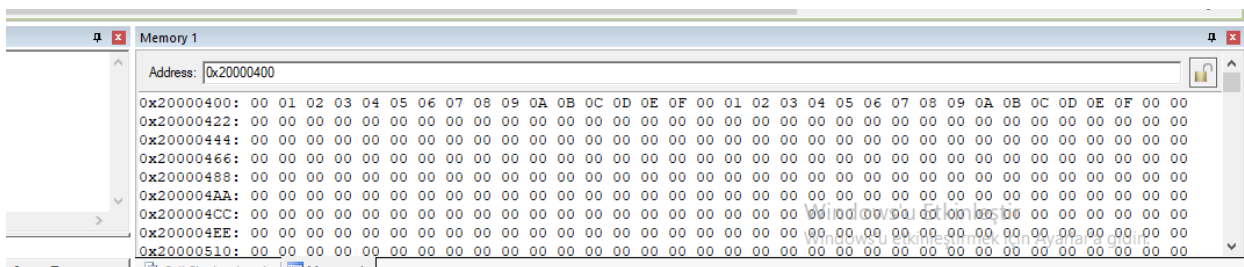 Memory 1
Address: 0x20000400
0x20000400: 00 01 02 03 04 05 06 07 08 09 0A 0B 0C 0D 0E 0F 00 01 02 03 04 05 06 07 08 09 0A 0B 0C 0D 0E 0F 00 00
0x20000422: 00 00 00 00 00 00 00 00 00 00 00 00 00 00 00 00 00 00 00 00 00 00 00 00 00 00 00 00 00 00 00 00 00 00
0x20000444: 00 00 00 00 00 00 00 00 00 00 00 00 00 00 00 00 00 00 00 00 00 00 00 00 00 00 00 00 00 00 00 00 00 00
0x20000466: 00 00 00 00 00 00 00 00 00 00 00 00 00 00 00 00 00 00 00 00 00 00 00 00 00 00 00 00 00 00 00 00 00 00
0x20000488: 00 00 00 00 00 00 00 00 00 00 00 00 00 00 00 00 00 00 00 00 00 00 00 00 00 00 00 00 00 00 00 00 00 00
0x200004AA: 00 00 00 00 00 00 00 00 00 00 00 00 00 00 00 00 00 00 00 00 00 00 00 00 00 00 00 00 00 00 00 00 00 00
0x200004CC: 00 00 00 00 00 00 00 00 00 00 00 00 00 00 00 00 00 00 00 00 00 00 00 00 00 00 00 00 00 00 00 00 00 00
Windows'u Etkinleştir
0x200004EE: 00 00 00 00 00 00 00 00 00 00 00 00 00 00 00 00 00 00 00 00 00 00 00 00 00 00 00 00 00 00 00 00 00 00
Windows'u etkinleştirmek için Ayarlar'a gidin.
0x20000510: 00 00 00 00 00 00 00 00 00 00 00 00 00 00 00 00 00 00 00 00 00 00 00 00 00 00 00 00 00 00 00 00 00 00